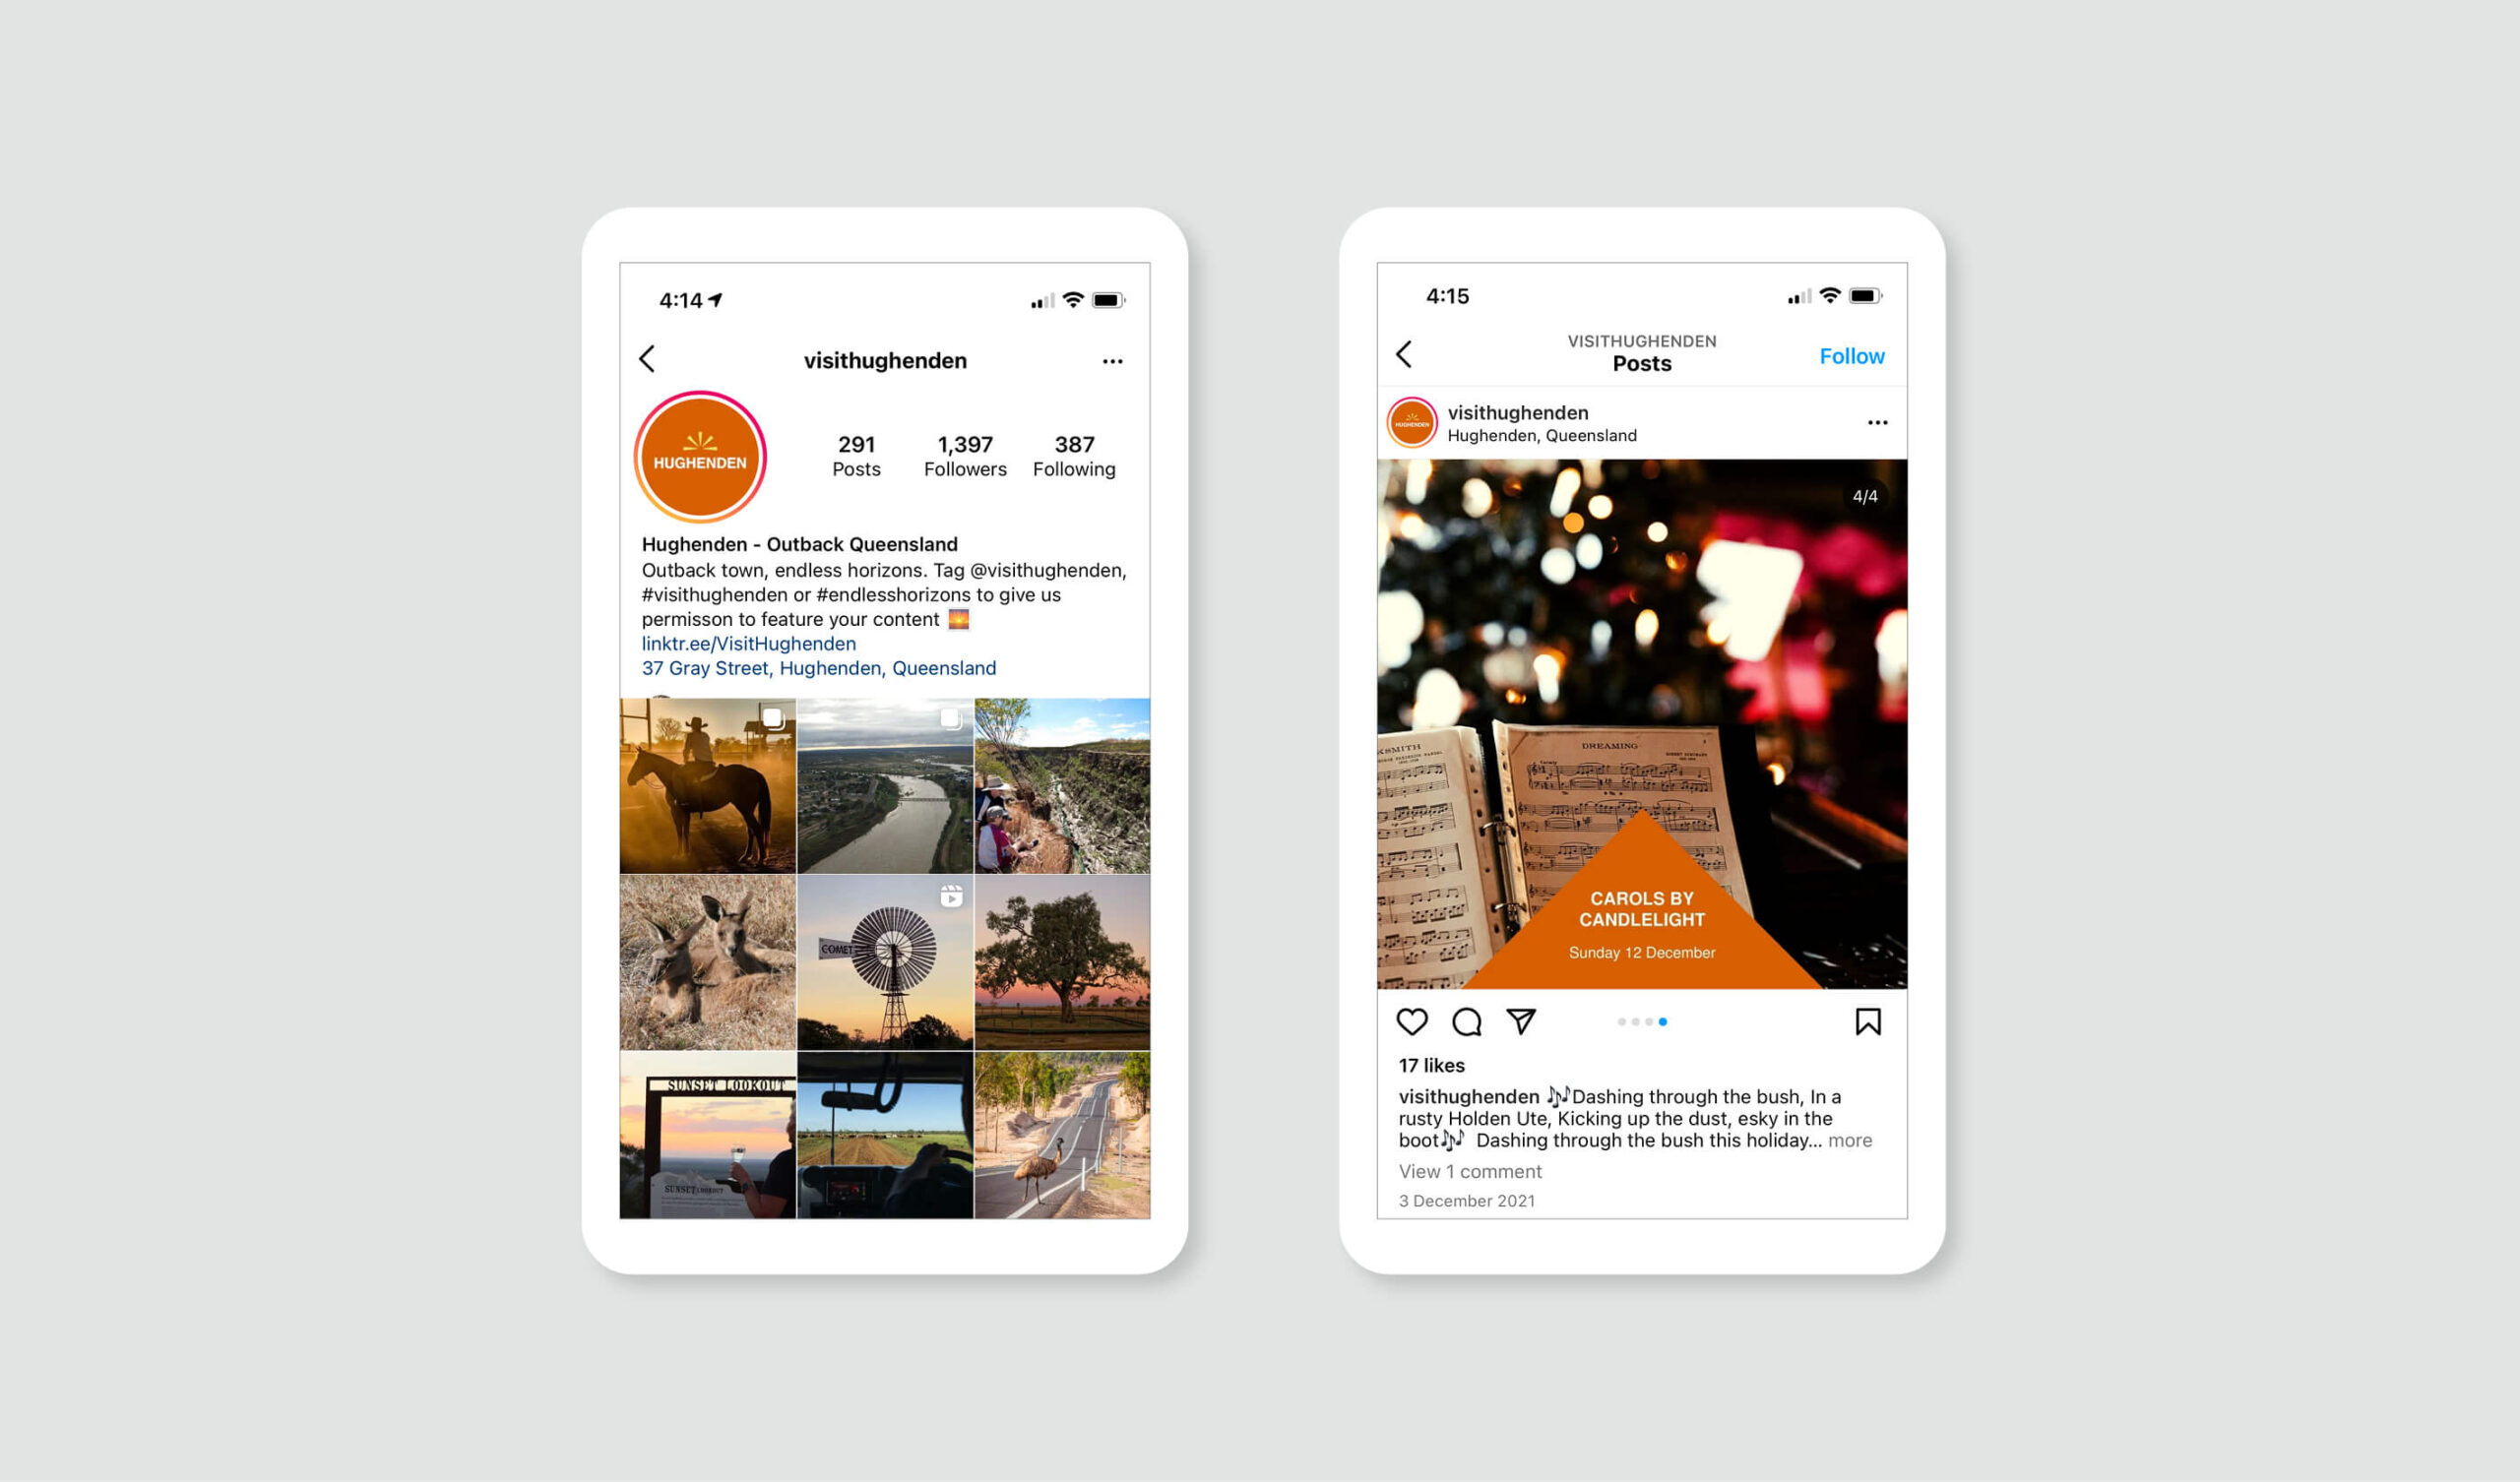 4:14
visithughenden
HUGHENDEN
291
Posts
1,397
Followers
387
Following
Hughenden - Outback Queensland
Outback town, endless horizons. Tag @visithughenden,
#visithughenden or #endlesshorizons to give us
permisson to feature your content 🌅
linktr.ee/VisitHughenden
37 Gray Street, Hughenden, Queensland
COMET
SUNSET LOOKOUT
SUNSET LOOKOUT
4:15
VISITHUGHENDEN
Posts
Follow
HUGHENDEN
visithughenden
Hughenden, Queensland
4/4
DREAMING
CAROLS BY
CANDLELIGHT
Sunday 12 December
17 likes
visithughenden 🎶Dashing through the bush, In a
rusty Holden Ute, Kicking up the dust, esky in the
boot🎶 Dashing through the bush this holiday... more
View 1 comment
3 December 2021